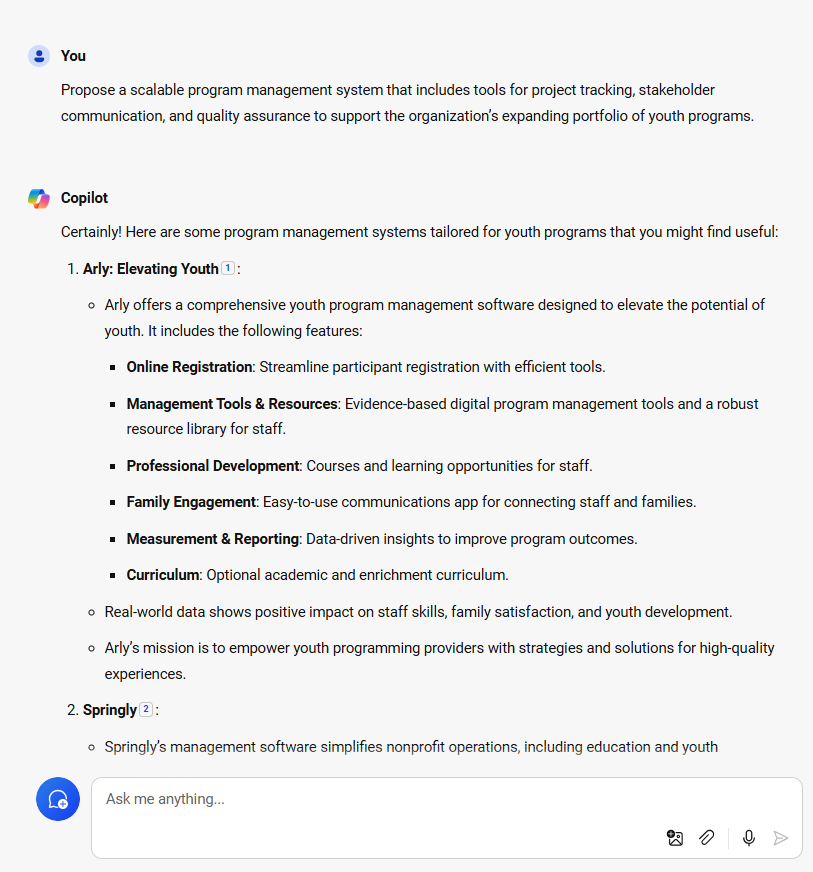 You
Propose a scalable program management system that includes tools for project tracking, stakeholder
communication, and quality assurance to support the organization’s expanding portfolio of youth programs.
Copilot
Certainly! Here are some program management systems tailored for youth programs that you might find useful:
1. Arly: Elevating Youth 1 :
Arly offers a comprehensive youth program management software designed to elevate the potential of
youth. It includes the following features:
Online Registration: Streamline participant registration with efficient tools.
Management Tools & Resources: Evidence-based digital program management tools and a robust
resource library for staff.
Professional Development: Courses and learning opportunities for staff.
Family Engagement: Easy-to-use communications app for connecting staff and families.
Measurement & Reporting: Data-driven insights to improve program outcomes.
Curriculum: Optional academic and enrichment curriculum.
Real-world data shows positive impact on staff skills, family satisfaction, and youth development.
Arly’s mission is to empower youth programming providers with strategies and solutions for high-quality
experiences.
2. Springly 2 :
Springly’s management software simplifies nonprofit operations, including education and youth
Ask me anything...